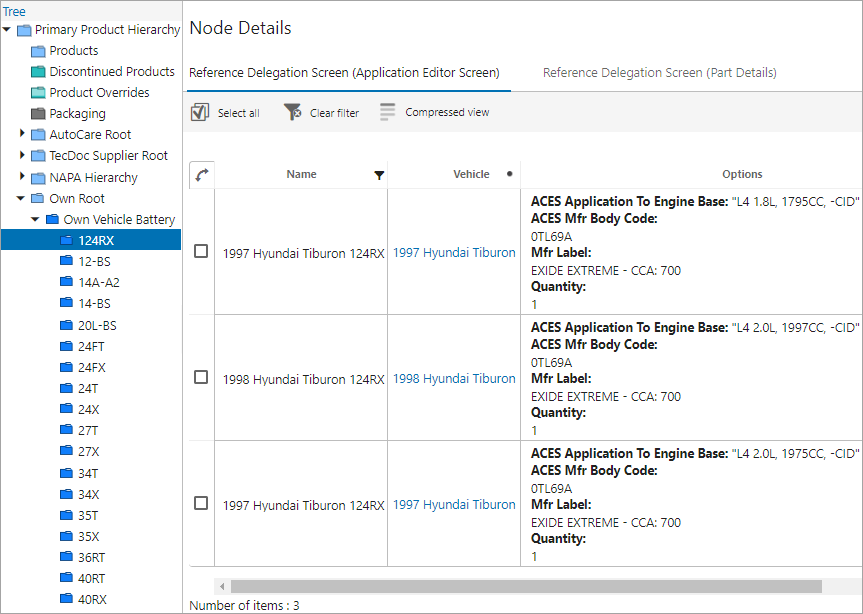 Tree
Primary Product Hierarchy
Products
Discontinued Products
Product Overrides
Packaging
AutoCare Root
TecDoc Supplier Root
NAPA Hierarchy
Own Root
Own Vehicle Battery
124RX
12-BS
14A-A2
14-BS
20L-BS
24FT
24FX
24T
24X
27T
27X
34T
34X
35T
35X
36RT
40RT
40RX
Node Details
Reference Delegation Screen (Application Editor Screen) Reference Delegation Screen (Part Details)
Select all Clear filter Compressed view
Name Vehicle Options
1997 Hyundai Tiburon 124RX 1997 Hyundai Tiburon
ACES Application To Engine Base: "L4 1.8L, 1795CC, -CID"
ACES Mfr Body Code:
0TL69A
Mfr Label:
EXIDE EXTREME - CCA: 700
Quantity:
1
1998 Hyundai Tiburon 124RX 1998 Hyundai Tiburon
ACES Application To Engine Base: "L4 2.0L, 1997CC, -CID"
ACES Mfr Body Code:
0TL69A
Mfr Label:
EXIDE EXTREME - CCA: 700
Quantity:
1
1997 Hyundai Tiburon 124RX 1997 Hyundai Tiburon
ACES Application To Engine Base: "L4 2.0L, 1975CC, -CID"
ACES Mfr Body Code:
0TL69A
Mfr Label:
EXIDE EXTREME - CCA: 700
Quantity:
1
Number of items : 3